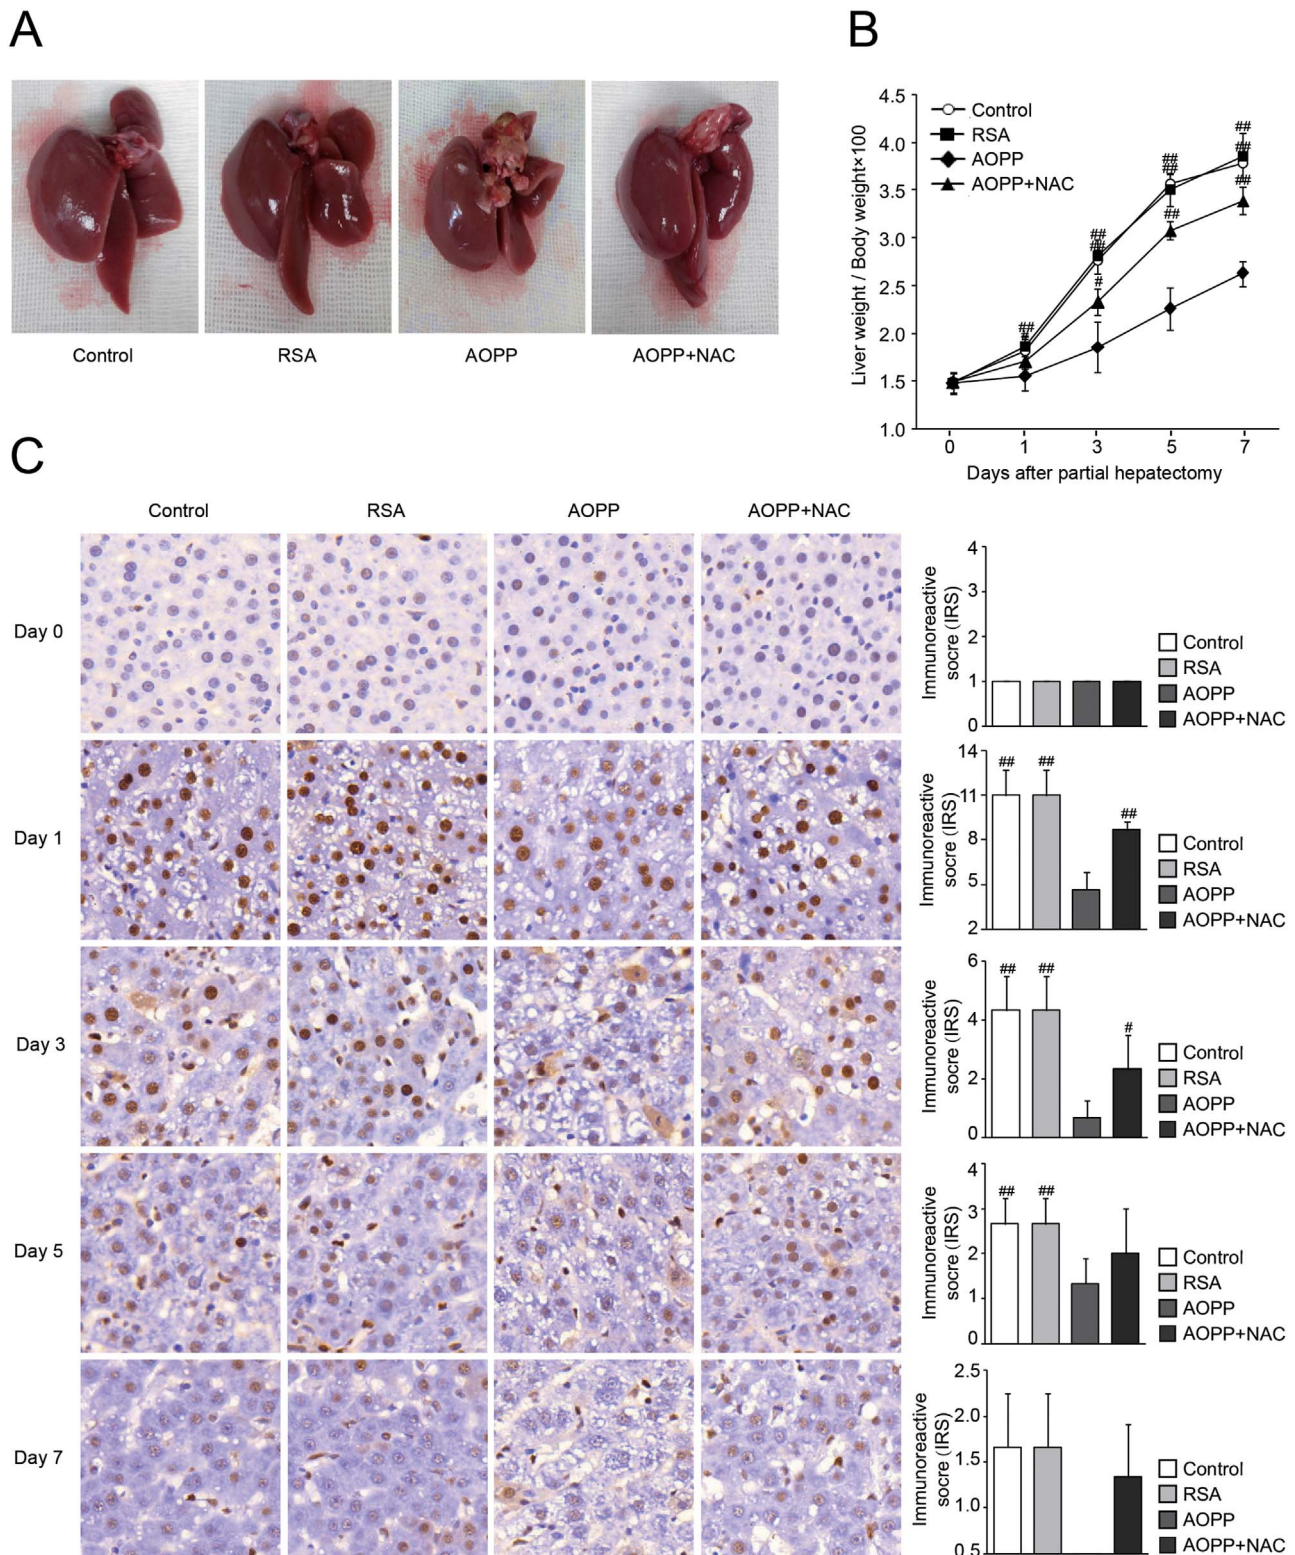 A
Control
RSA
AOPP
AOPP+NAC
B
Liver weight / Body weight×100
4.5
4.0
3.5
3.0
2.5
2.0
1.5
1.0
Control
RSA
AOPP
AOPP+NAC
##
#
##
##
#
##
##
##
##
##
##
0 1 3 5 7
Days after partial hepatectomy
C
Control RSA AOPP AOPP+NAC
Day 0
Immunoreactive
socre (IRS)
4
3
2
1
0
Control
RSA
AOPP
AOPP+NAC
Day 1
Immunoreactive
socre (IRS)
14
11
8
5
2
## ## ##
Control
RSA
AOPP
AOPP+NAC
Day 3
Immunoreactive
socre (IRS)
6
4
2
0
## ## #
Control
RSA
AOPP
AOPP+NAC
Day 5
Immunoreactive
socre (IRS)
4
3
2
1
0
## ##
Control
RSA
AOPP
AOPP+NAC
Day 7
Immunoreactive
socre (IRS)
2.5
2.0
1.5
1.0
0.5
Control
RSA
AOPP
AOPP+NAC